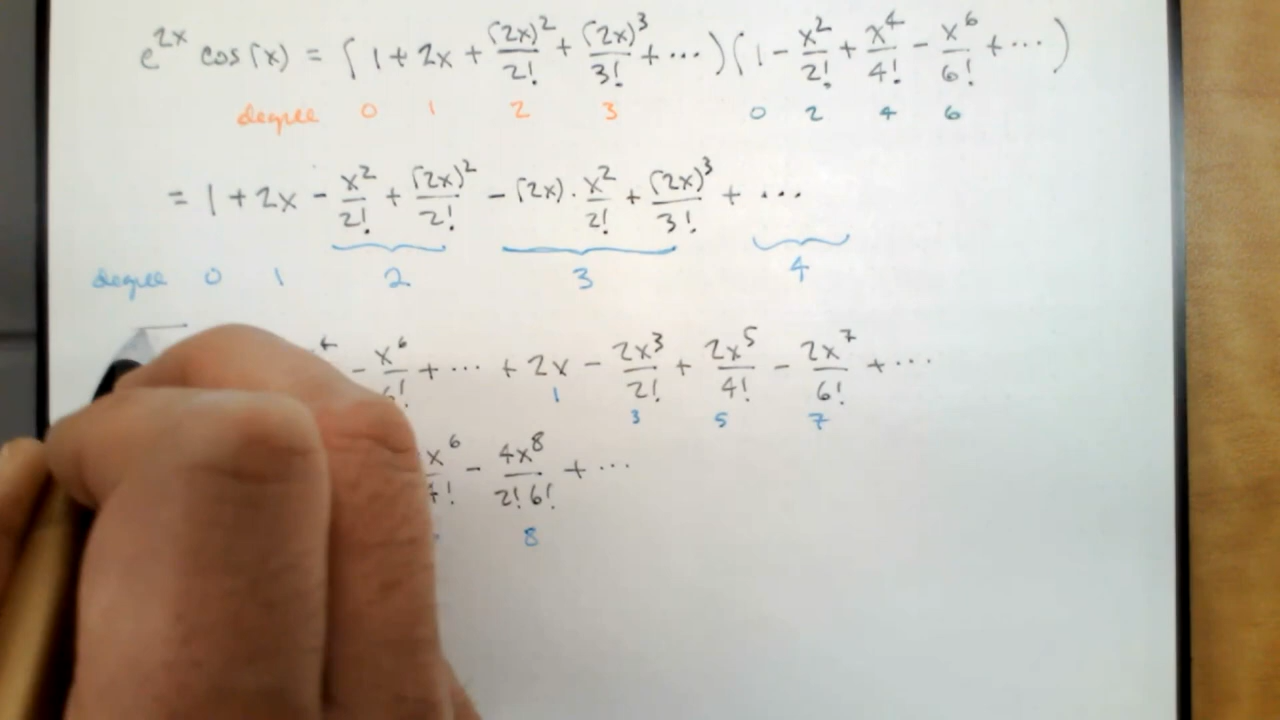 e^{2x} cos(x) = (1 + 2x + (2x)^2/2! + (2x)^3/3! + ⋯)(1 − x^2/2! + x^4/4! − x^6/6! + ⋯)
degree 0 1 2 3 0 2 4 6
= 1 + 2x − x^2/2! + (2x)^2/2! − (2x) · x^2/2! + (2x)^3/3! + ⋯
degree 0 1 2 3 4
− x^6/6! + ⋯ + 2x − 2x^3/2! + 2x^5/4! − 2x^7/6! + ⋯
1 3 5 7
x^6/4! − 4x^8/2!6! + ⋯
8